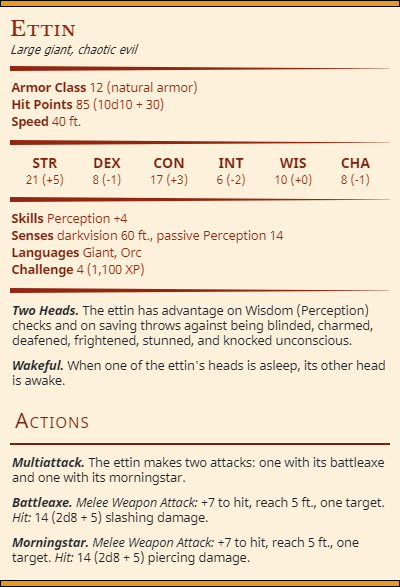 Ettin
Large giant, chaotic evil
Armor Class 12 (natural armor)
Hit Points 85 (10d10 + 30)
Speed 40 ft.
STR DEX CON INT WIS CHA
21 (+5) 8 (-1) 17 (+3) 6 (-2) 10 (+0) 8 (-1)
Skills Perception +4
Senses darkvision 60 ft., passive Perception 14
Languages Giant, Orc
Challenge 4 (1,100 XP)
Two Heads. The ettin has advantage on Wisdom (Perception)
checks and on saving throws against being blinded, charmed,
deafened, frightened, stunned, and knocked unconscious.
Wakeful. When one of the ettin's heads is asleep, its other head
is awake.
Actions
Multiattack. The ettin makes two attacks: one with its battleaxe
and one with its morningstar.
Battleaxe. Melee Weapon Attack: +7 to hit, reach 5 ft., one target.
Hit: 14 (2d8 + 5) slashing damage.
Morningstar. Melee Weapon Attack: +7 to hit, reach 5 ft., one
target. Hit: 14 (2d8 + 5) piercing damage.